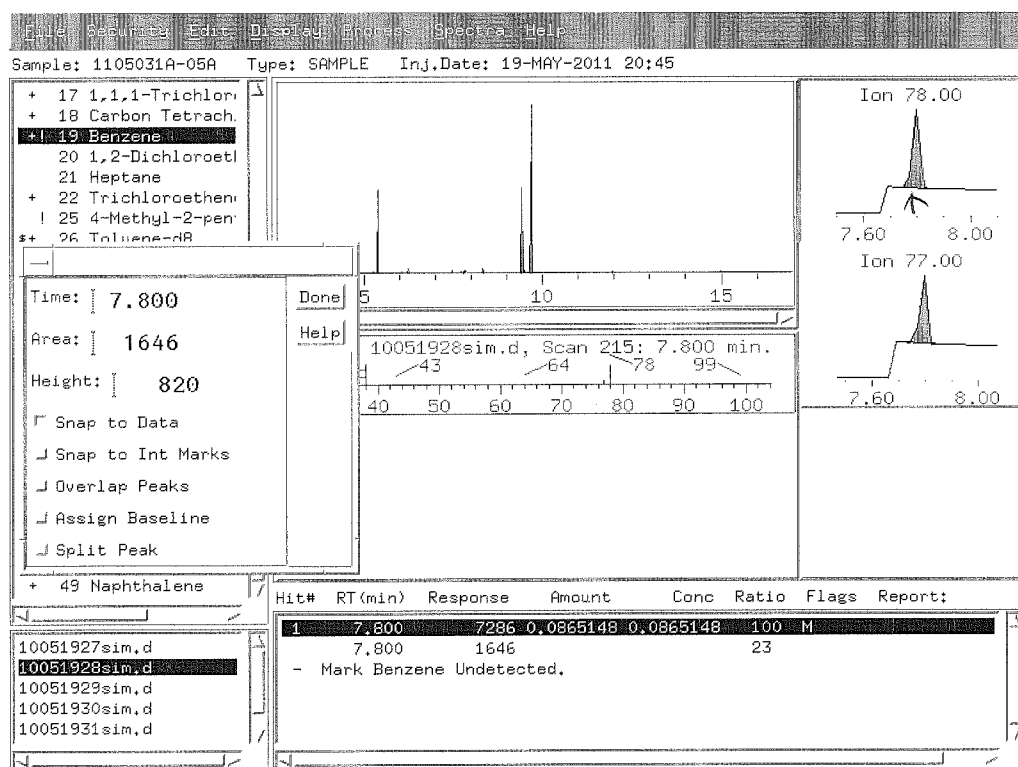 File Security Edit Display Process Spectra Help
Sample: 1105031A-05A Type: SAMPLE Inj.Date: 19-MAY-2011 20:45
+ 17 1,1,1-Trichlor
+ 18 Carbon Tetrach.
+! 19 Benzene
20 1,2-Dichloroet
21 Heptane
+ 22 Trichloroethen
! 25 4-Methyl-2-pen
$+ 26 Toluene-d8
Time: 7.800
Area: 1646
Height: 820
Snap to Data
Snap to Int Marks
Overlap Peaks
Assign Baseline
Split Peak
Done
Help
+ 49 Naphthalene
5 10 15
10051928sim.d, Scan 215: 7.800 min.
43 64 78 99
40 50 60 70 80 90 100
Ion 78.00
7.60 8.00
Ion 77.00
7.60 8.00
Hit# RT(min) Response Amount Conc Ratio Flags Report:
1 7.800 7286 0.0865148 0.0865148 100 M
7.800 1646 23
- Mark Benzene Undetected.
10051927sim.d
10051928sim.d
10051929sim.d
10051930sim.d
10051931sim.d